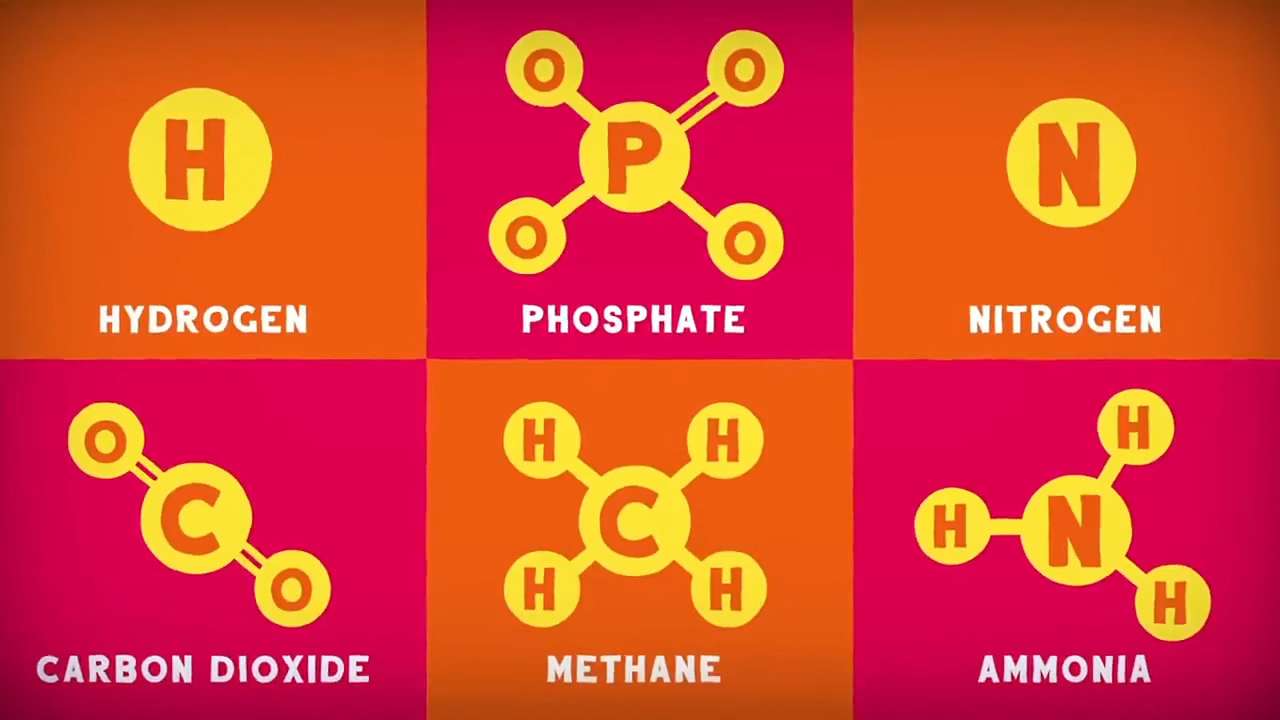 H
HYDROGEN
O O
P
O O
PHOSPHATE
N
NITROGEN
O
C
O
CARBON DIOXIDE
H H
C
H H
METHANE
H
H N
H
AMMONIA